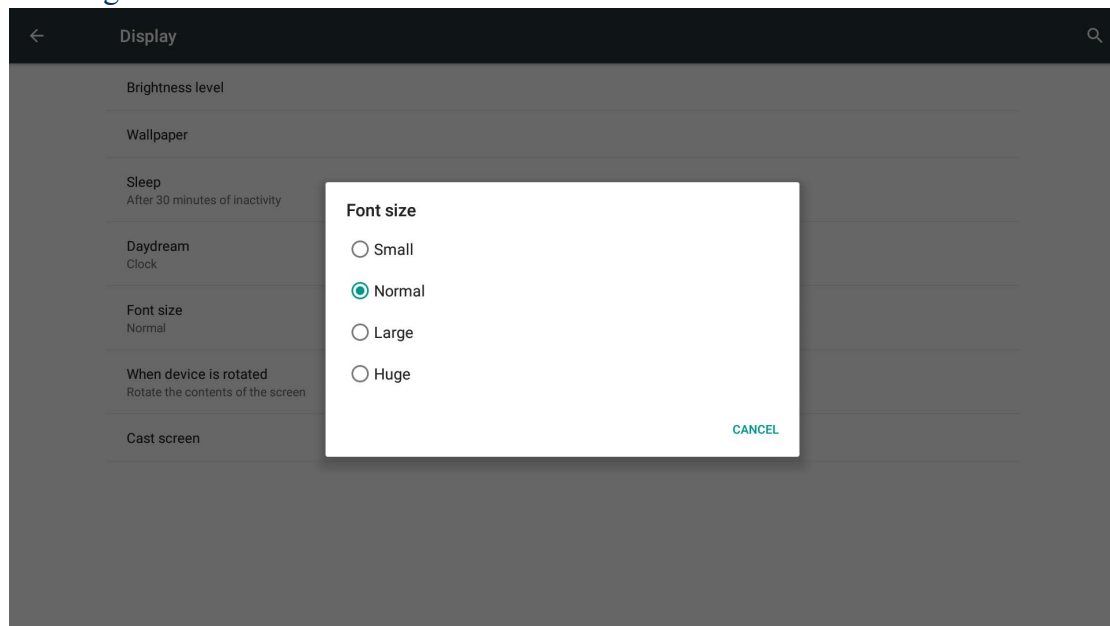 Display
Brightness level
Wallpaper
Sleep
After 30 minutes of inactivity
Daydream
Clock
Font size
Normal
When device is rotated
Rotate the contents of the screen
Cast screen
Font size
Small
Normal
Large
Huge
CANCEL